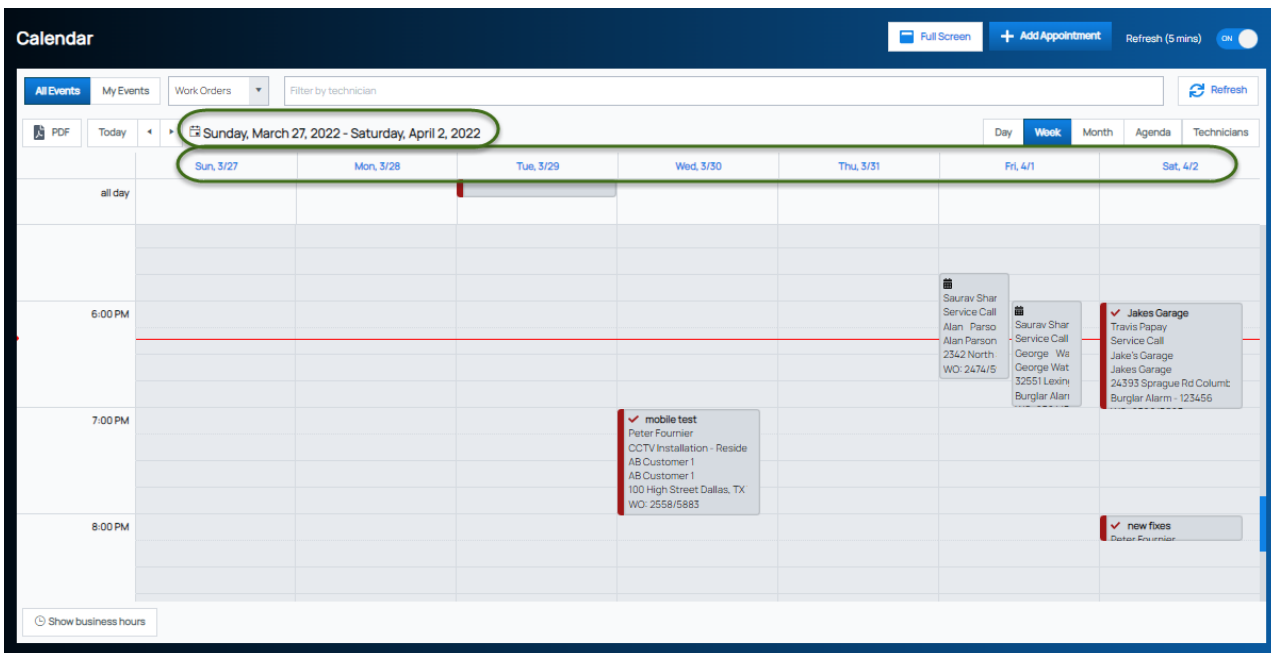 Calendar
Full Screen
Add Appointment
Refresh (5 mins)
ON
All Events
My Events
Work Orders
Filter by technician
Refresh
PDF
Today
Sunday, March 27, 2022 - Saturday, April 2, 2022
Day
Week
Month
Agenda
Technicians
Sun, 3/27
Mon, 3/28
Tue, 3/29
Wed, 3/30
Thu, 3/31
Fri, 4/1
Sat, 4/2
all day
6:00 PM
Saurav Shar
Service Call
Alan Parso
Alan Parson
2342 North
WO: 2474/5
Saurav Shar
Service Call
George Wa
George Wat
32551 Lexin
Burglar Alar
Jakes Garage
Travis Papay
Service Call
Jake's Garage
Jakes Garage
24393 Sprague Rd Columb
Burglar Alarm - 123456
7:00 PM
mobile test
Peter Fournier
CCTV Installation - Reside
AB Customer 1
AB Customer 1
100 High Street Dallas, TX
WO: 2558/5883
8:00 PM
new fixes
Peter Fournier
Show business hours